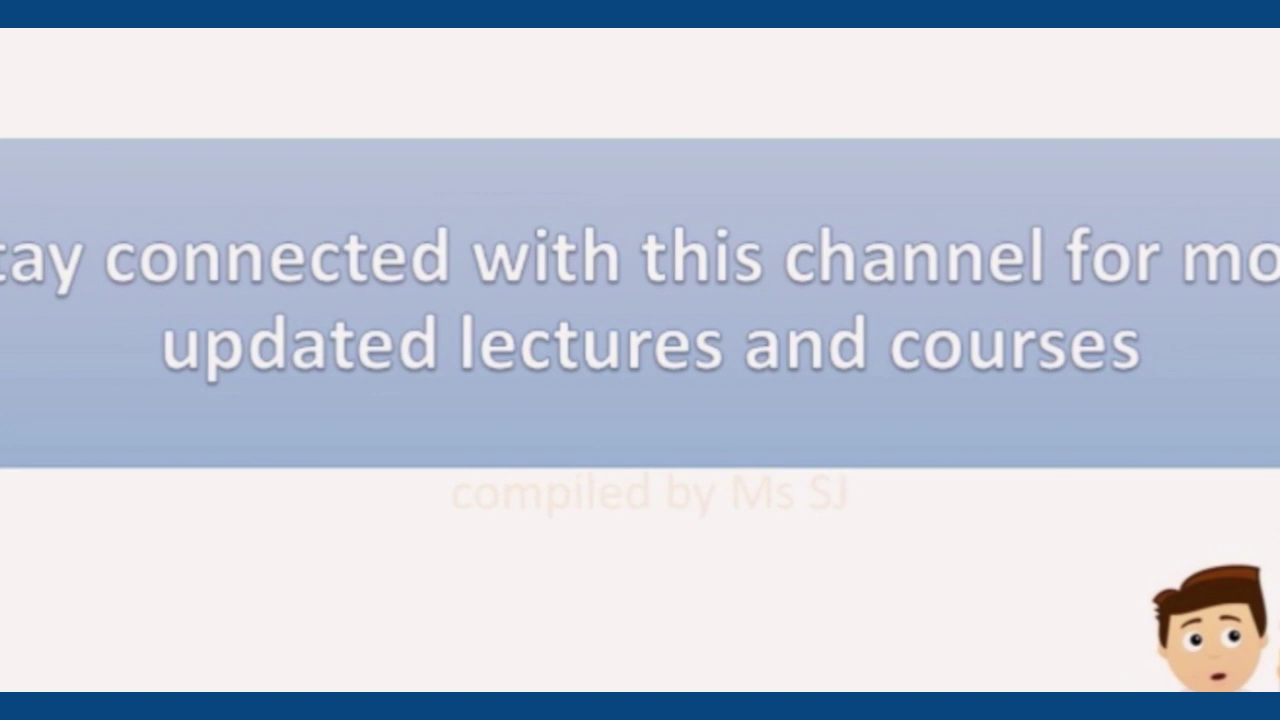 tay connected with this channel for mo
updated lectures and courses
compiled by Ms SJ